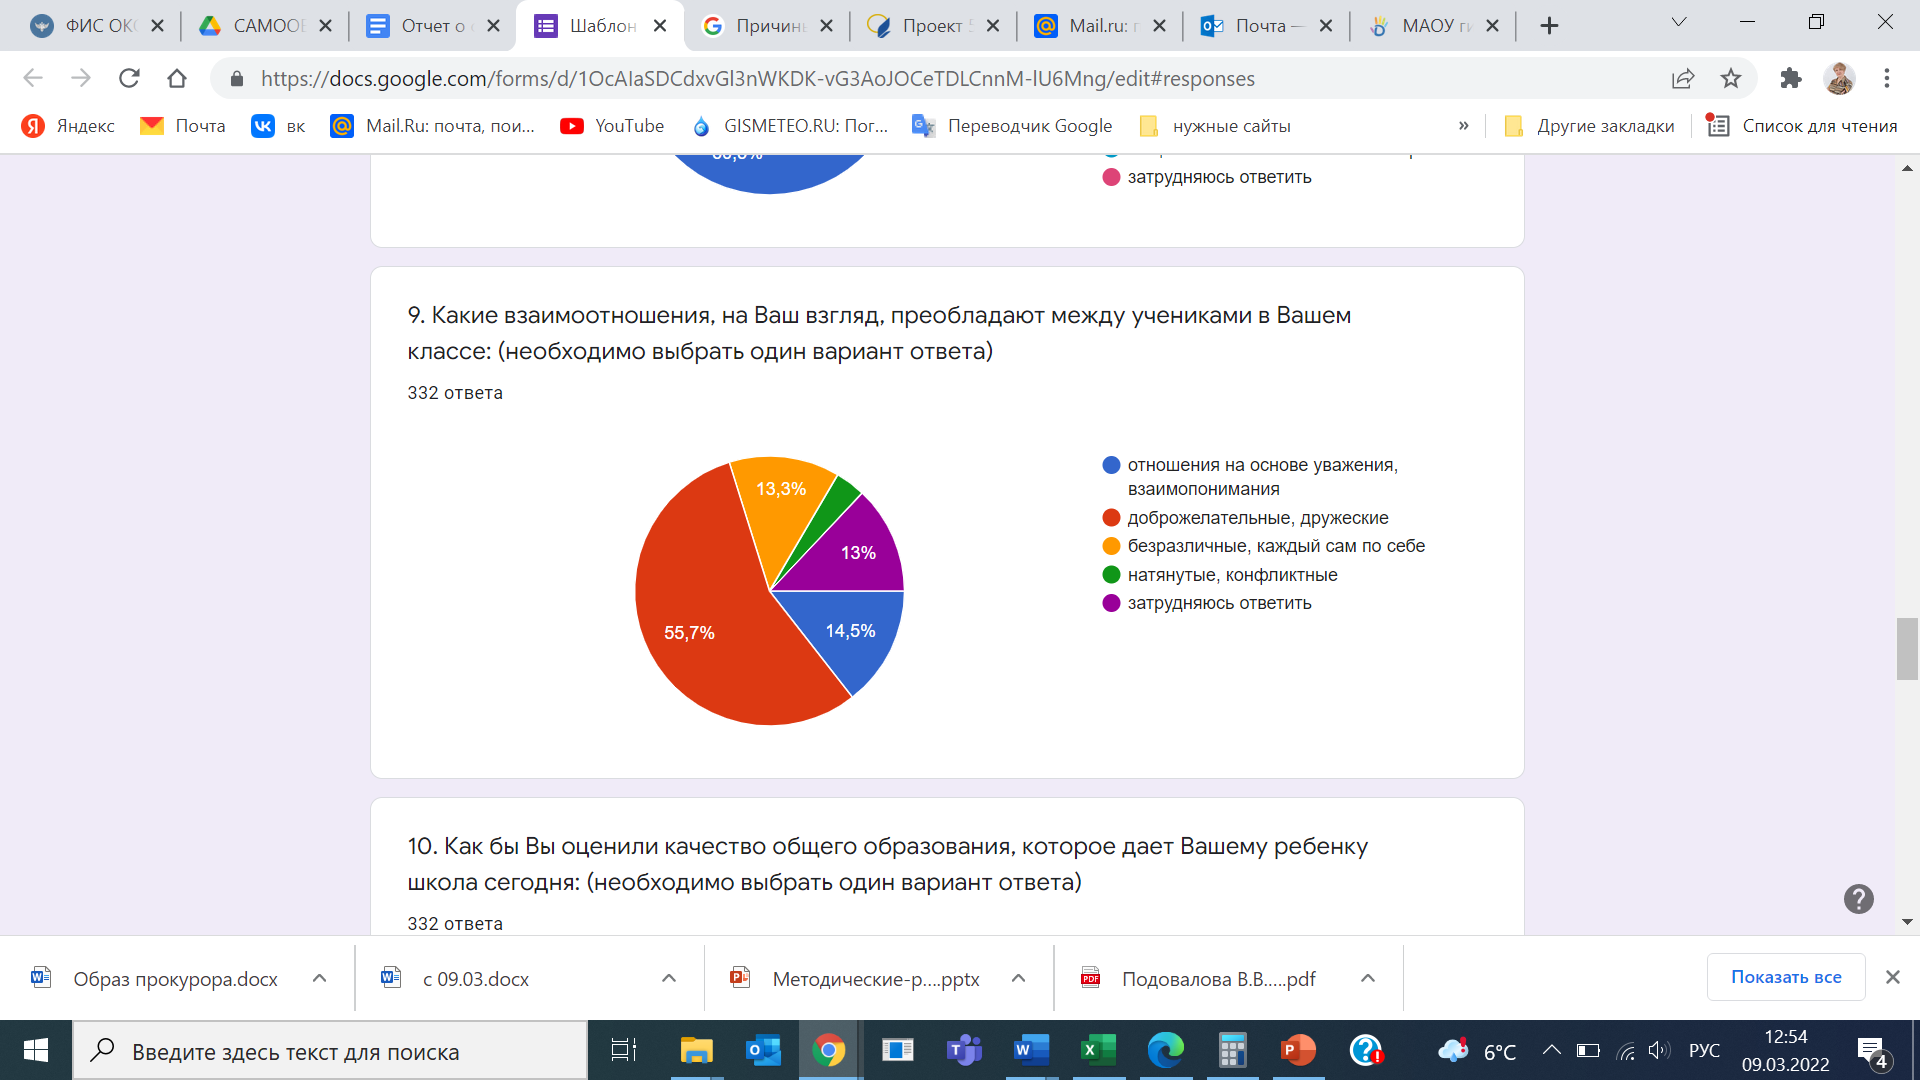 ФИС ОКО
САМООБ
Отчет о с
Шаблон
Причинь
Проект 5
Mail.ru: п
Почта —
МАОУ ги
https://docs.google.com/forms/d/1OcAIaSDCdxvGl3nWKDK-vG3AoJOCeTDLCnnM-lU6Mng/edit#responses
Яндекс
Почта
вк
Mail.Ru: почта, пои...
YouTube
GISMETEO.RU: Пог...
Переводчик Google
нужные сайты
»
Другие закладки
Список для чтения
затрудняюсь ответить
9. Какие взаимоотношения, на Ваш взгляд, преобладают между учениками в Вашем
классе: (необходимо выбрать один вариант ответа)
332 ответа
13,3%
13%
55,7%
14,5%
отношения на основе уважения,
взаимопонимания
доброжелательные, дружеские
безразличные, каждый сам по себе
натянутые, конфликтные
затрудняюсь ответить
10. Как бы Вы оценили качество общего образования, которое дает Вашему ребенку
школа сегодня: (необходимо выбрать один вариант ответа)
332 ответа
Образ прокурора.docx
с 09.03.docx
Методические-р....pptx
Подовалова В.В.....pdf
Показать все
Введите здесь текст для поиска
6°C
РУС
12:54
09.03.2022
4